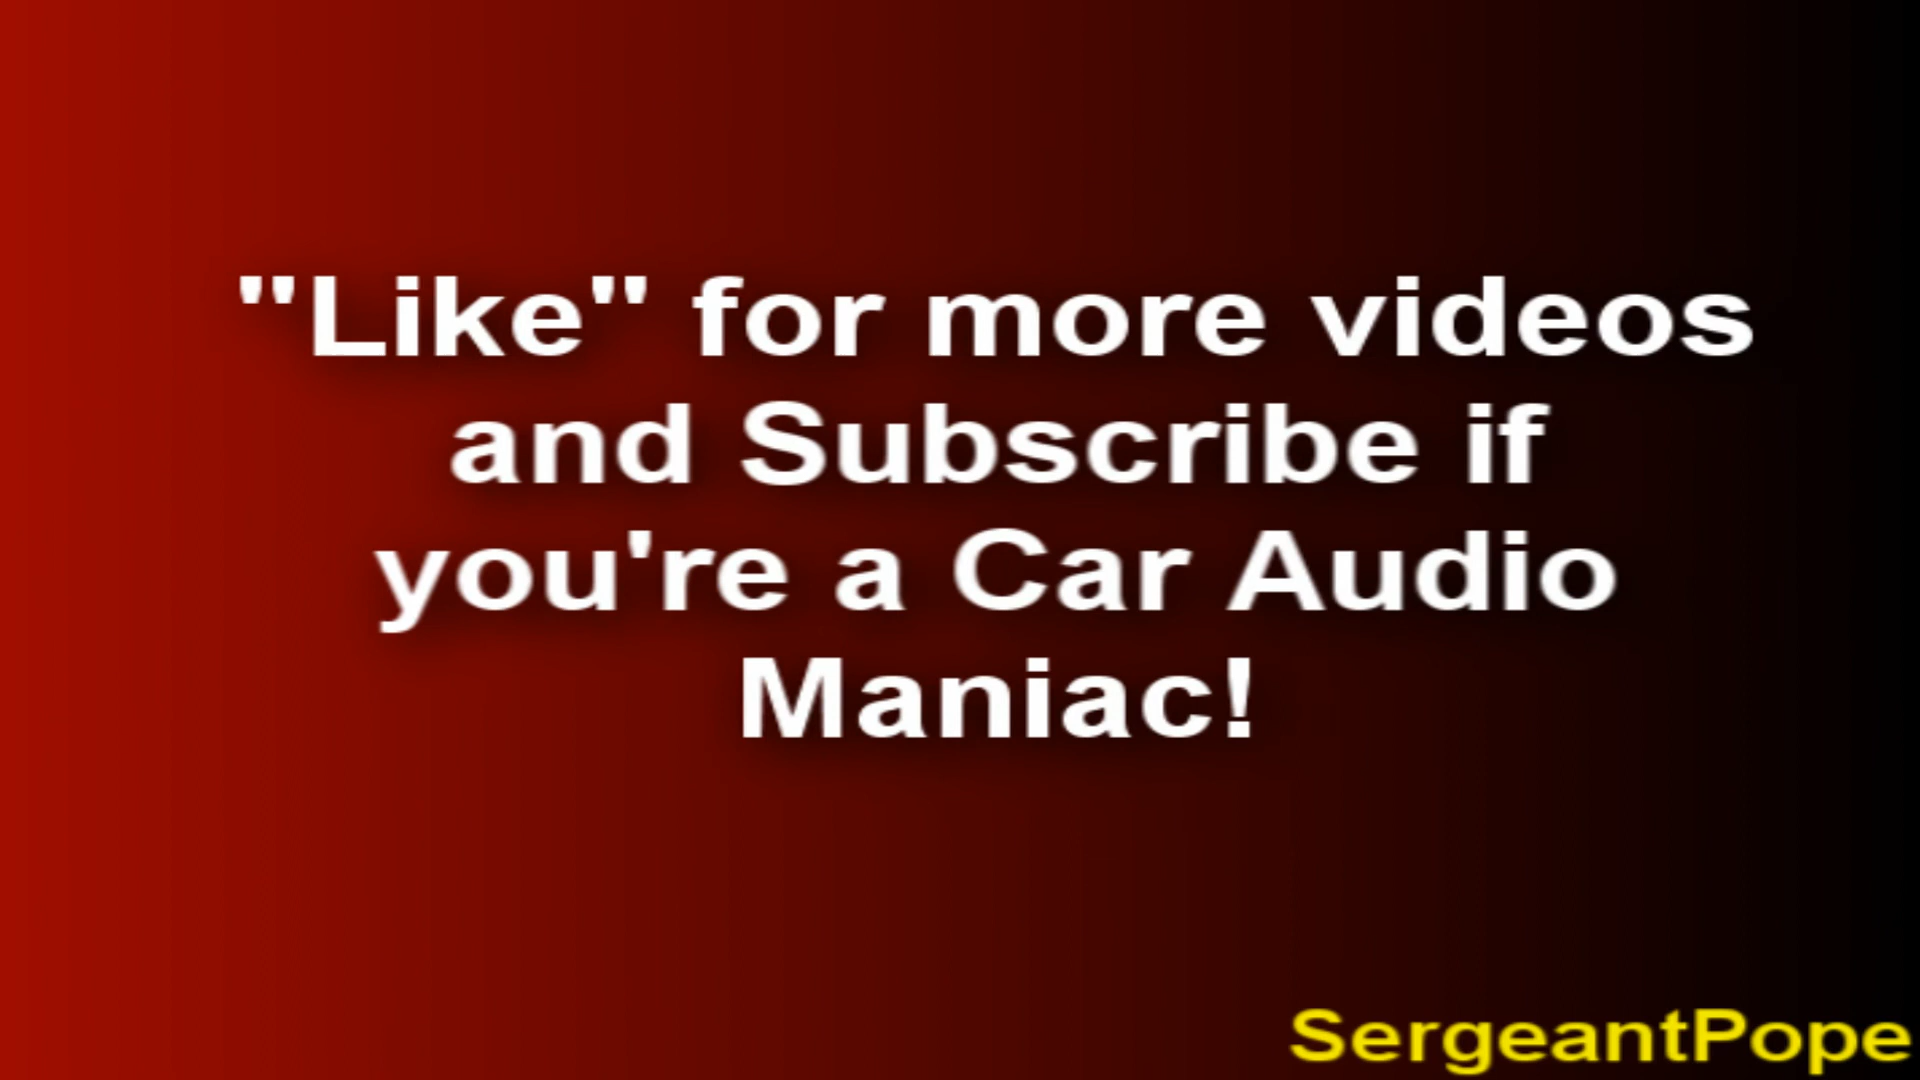 "Like" for more videos
and Subscribe if
you're a Car Audio
Maniac!
SergeantPope